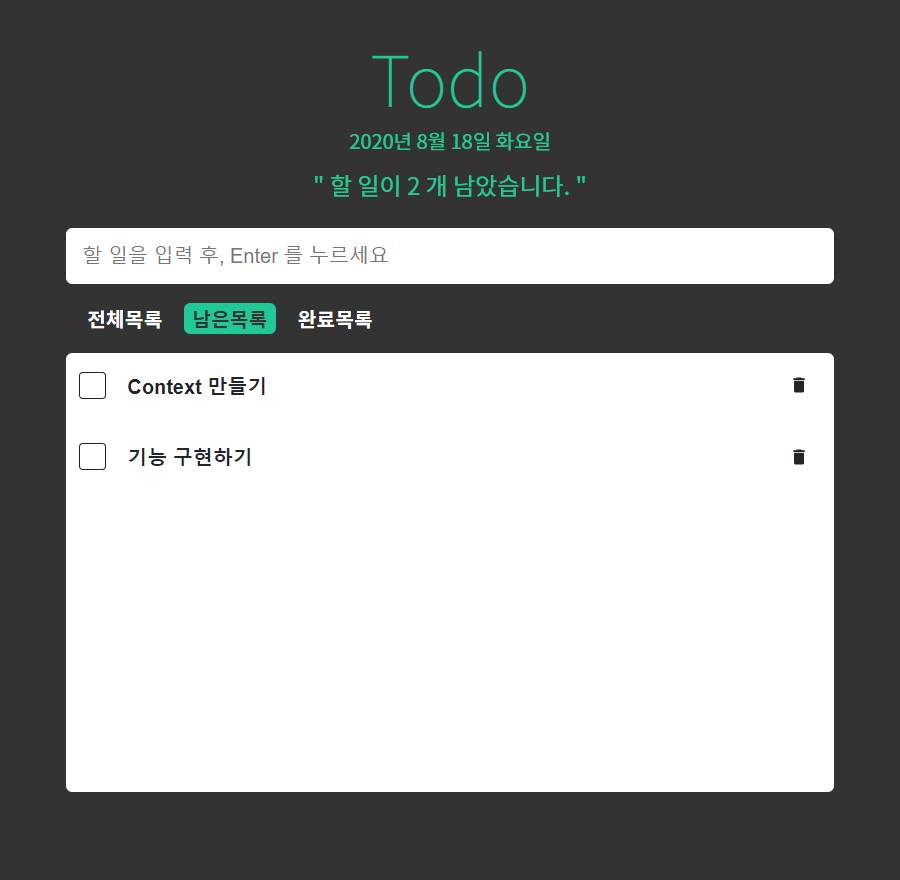 Todo
2020년 8월 18일 화요일
" 할 일이 2 개 남았습니다. "
할 일을 입력 후, Enter 를 누르세요
전체목록 남은목록 완료목록
Context 만들기
기능 구현하기